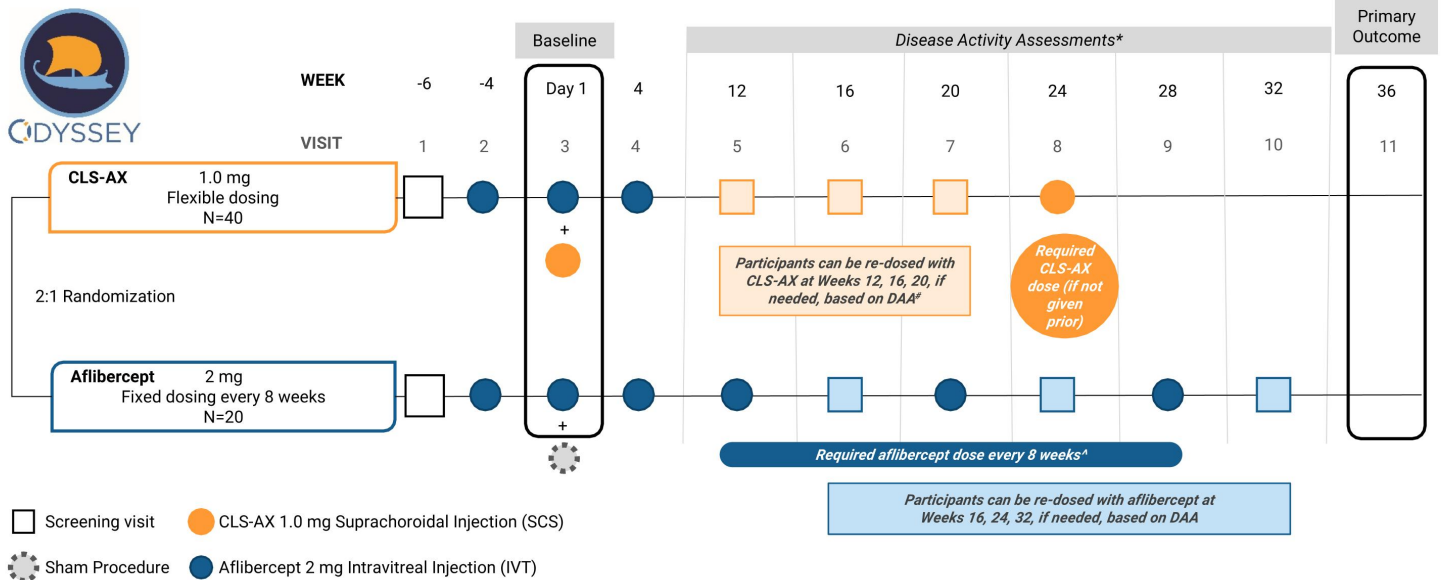 ODYSSEY
Baseline
Disease Activity Assessments*
Primary
Outcome
WEEK -6 -4 Day 1 4 12 16 20 24 28 32 36
VISIT 1 2 3 4 5 6 7 8 9 10 11
CLS-AX 1.0 mg
Flexible dosing
N=40
+
Participants can be re-dosed with
CLS-AX at Weeks 12, 16, 20, if
needed, based on DAA#
Required
CLS-AX
dose (if not
given
prior)
2:1 Randomization
Aflibercept 2 mg
Fixed dosing every 8 weeks
N=20
+
Required aflibercept dose every 8 weeks^
Participants can be re-dosed with aflibercept at
Weeks 16, 24, 32, if needed, based on DAA
Screening visit
CLS-AX 1.0 mg Suprachoroidal Injection (SCS)
Sham Procedure
Aflibercept 2 mg Intravitreal Injection (IVT)